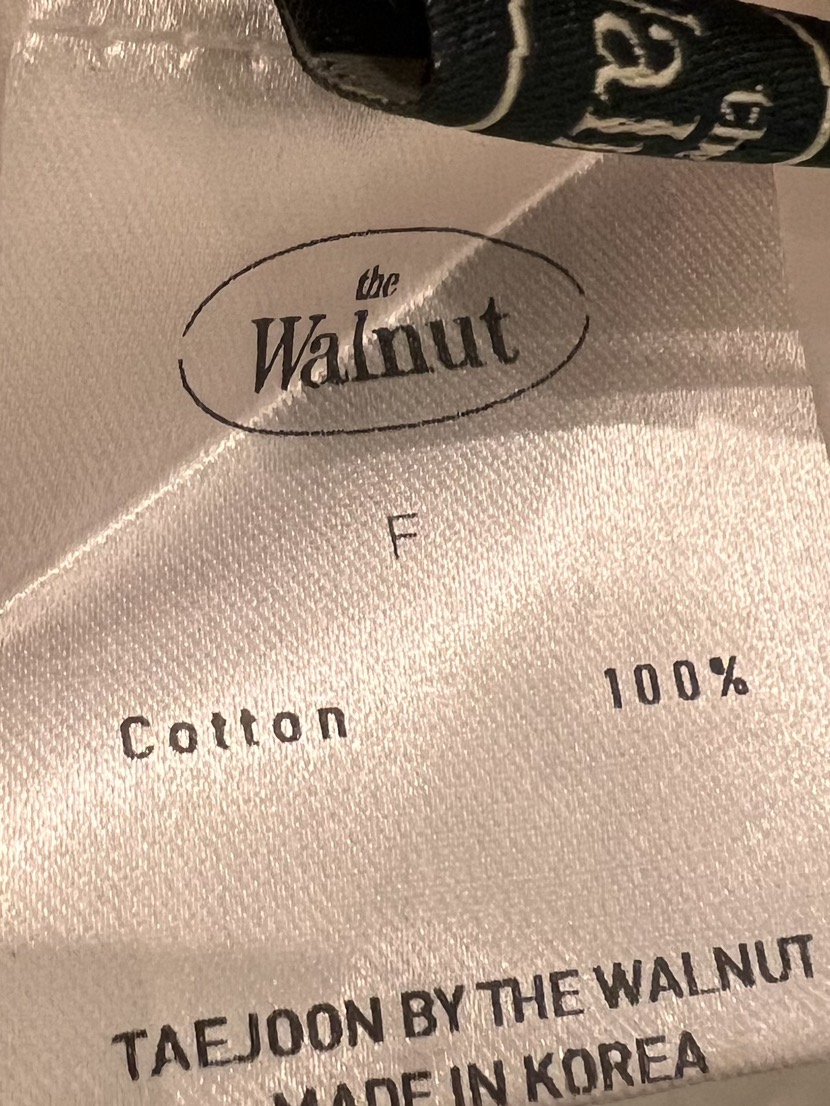 the
Walnut
F
Cotton 100%
TAEJOON BY THE WALNUT
MADE IN KOREA